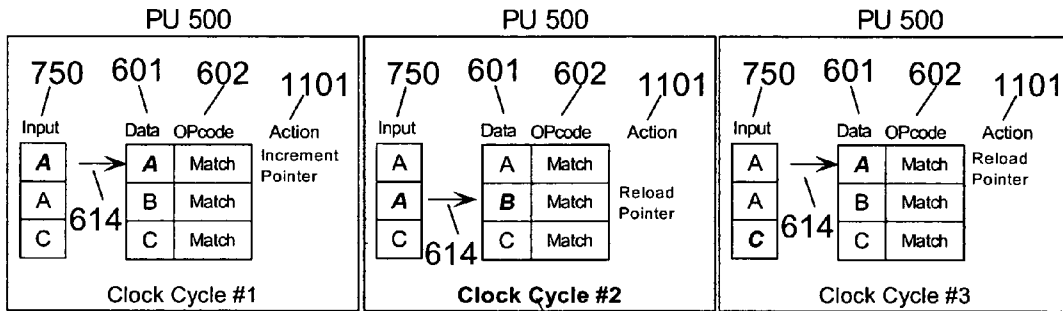 PU 500 PU 500 PU 500
750 601 602 1101 750 601 602 1101 750 601 602 1101
Input Data OPcode Action Input Data OPcode Action Input Data OPcode Action
A A Match Increment A A Match A A Match Reload
Pointer Pointer
A B Match A B Match Reload A B Match
Pointer
614 614 614
C C Match C C Match C C Match
Clock Cycle #1 Clock Cycle #2 Clock Cycle #3